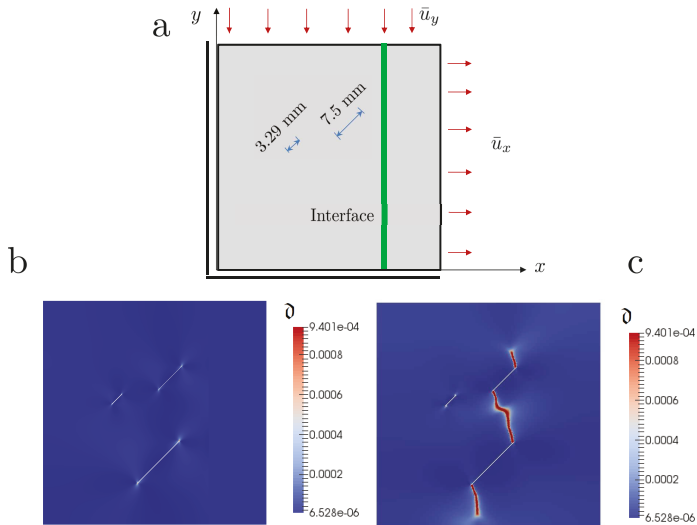 a
y
ū_y
3.29 mm
7.5 mm
ū_x
Interface
x
b
c
𝔡
9.401e-04
0.0008
0.0006
0.0004
0.0002
6.528e-06
𝔡
9.401e-04
0.0008
0.0006
0.0004
0.0002
6.528e-06